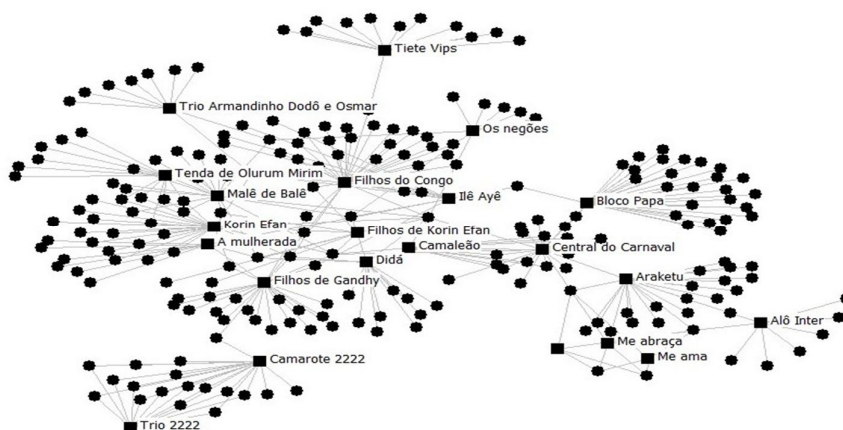 Tiete Vips
Trio Armandinho Dodô e Osmar
Os negões
Tenda de Olurum Mirim
Filhos do Congo
Malê de Balê
Ilê Ayê
Bloco Papa
Korin Efan
Filhos de Korin Efan
A mulherada
Camaleão
Central do Carnaval
Didá
Filhos de Gandhy
Araketu
Alô Inter
Me abraça
Me ama
Camarote 2222
Trio 2222